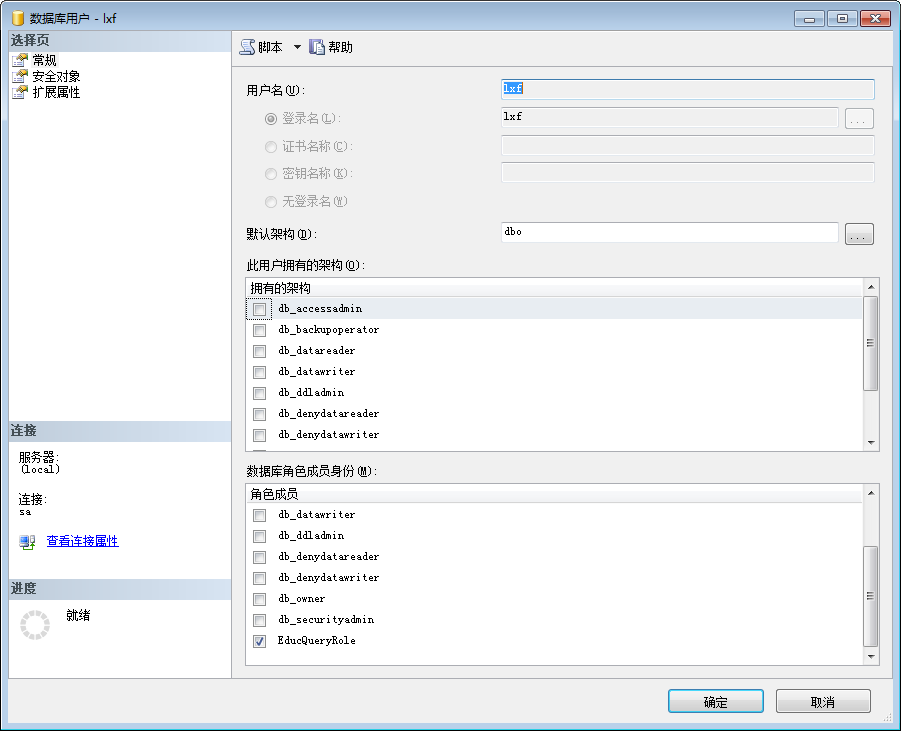 数据库用户 - lxf
选择页
常规
安全对象
扩展属性
脚本 帮助
用户名(U): lxf
登录名(L): lxf ...
证书名称(C):
密钥名称(K):
无登录名(W)
默认架构(D): dbo ...
此用户拥有的架构(O):
拥有的架构
db_accessadmin
db_backupoperator
db_datareader
db_datawriter
db_ddladmin
db_denydatareader
db_denydatawriter
数据库角色成员身份(M):
角色成员
db_datawriter
db_ddladmin
db_denydatareader
db_denydatawriter
db_owner
db_securityadmin
EducQueryRole
连接
服务器:
(local)
连接:
sa
查看连接属性
进度
就绪
确定 取消